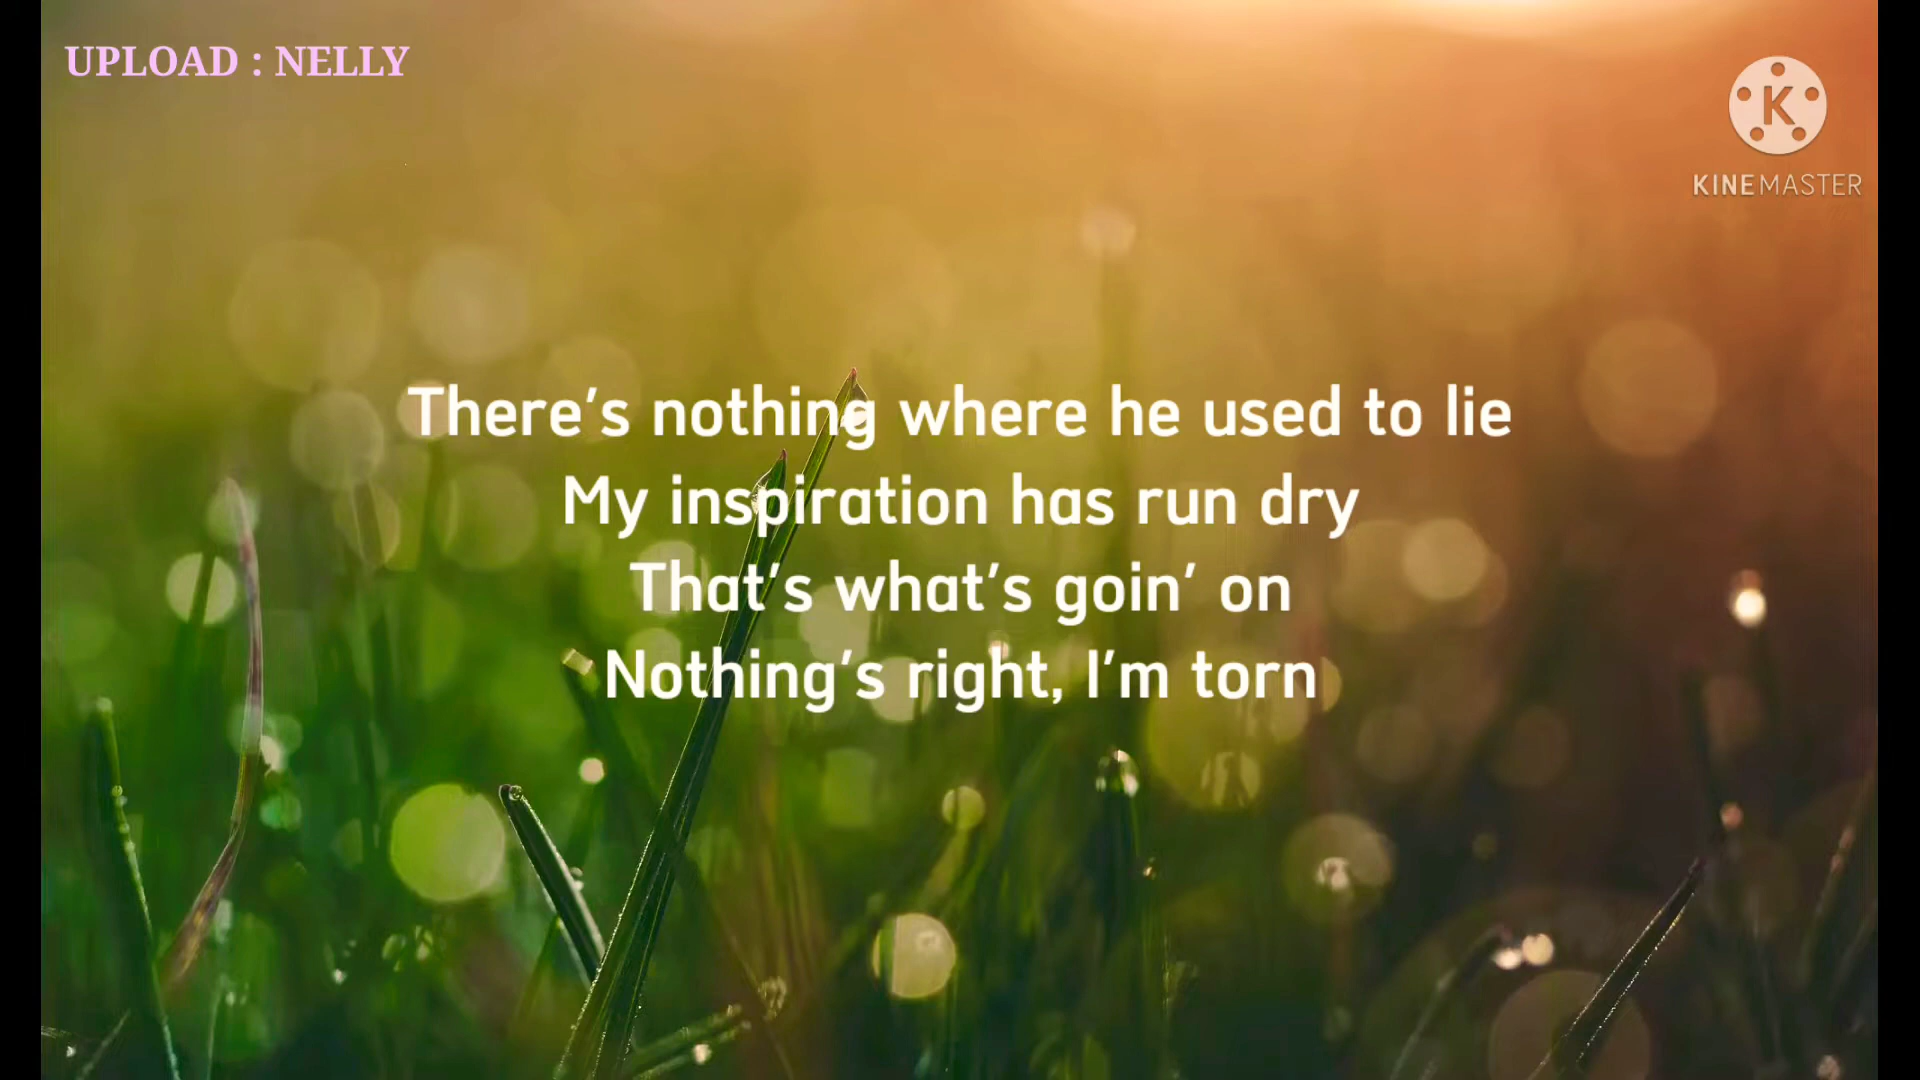 UPLOAD : NELLY
K
KINEMASTER
There's nothing where he used to lie
My inspiration has run dry
That's what's goin' on
Nothing's right, I'm torn